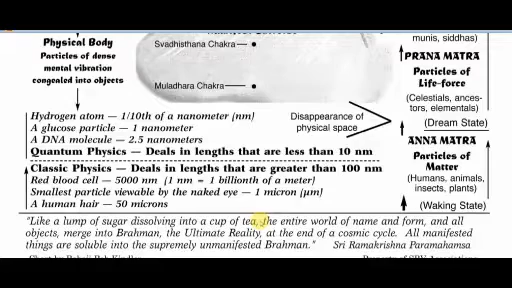 munis, siddhas)
Physical Body
Particles of dense
mental vibration
congealed into objects
Svadhisthana Chakra
Muladhara Chakra
PRANA MATRA
Particles of
Life-force
(Celestials, ances-
tors, elementals)
(Dream State)
Disappearance of
physical space
ANNA MATRA
Particles of
Matter
(Humans, animals,
insects, plants)
(Waking State)
Hydrogen atom — 1/10th of a nanometer (nm)
A glucose particle — 1 nanometer
A DNA molecule — 2.5 nanometers
Quantum Physics — Deals in lengths that are less than 10 nm
Classic Physics — Deals in lengths that are greater than 100 nm
Red blood cell — 5000 nm (1 nm = 1 billionth of a meter)
Smallest particle viewable by the naked eye — 1 micron (μm)
A human hair — 50 microns
"Like a lump of sugar dissolving into a cup of tea, the entire world of name and form, and all
objects, merge into Brahman, the Ultimate Reality, at the end of a cosmic cycle. All manifested
things are soluble into the supremely unmanifested Brahman." Sri Ramakrishna Paramahamsa